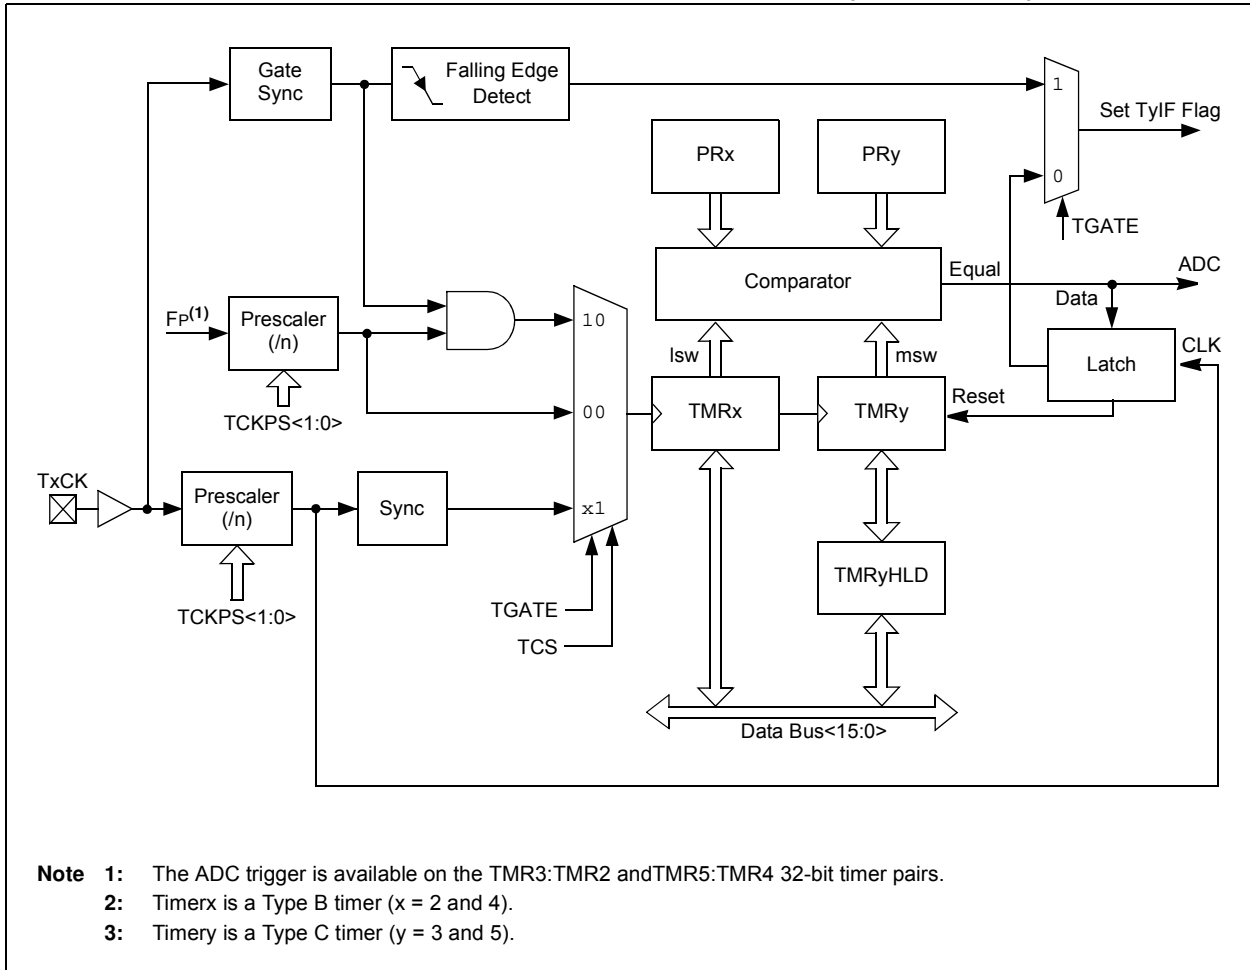 Gate
Sync
Falling Edge
Detect
1
Set TyIF Flag
PRx
PRy
0
TGATE
Comparator
Equal
ADC
Data
FP(1)
Prescaler
(/n)
10
lsw
msw
Latch
CLK
TCKPS<1:0>
00
TMRx
TMRy
Reset
TxCK
Prescaler
(/n)
Sync
x1
TCKPS<1:0>
TGATE
TCS
TMRyHLD
Data Bus<15:0>
Note 1: The ADC trigger is available on the TMR3:TMR2 andTMR5:TMR4 32-bit timer pairs.
2: Timerx is a Type B timer (x = 2 and 4).
3: Timery is a Type C timer (y = 3 and 5).